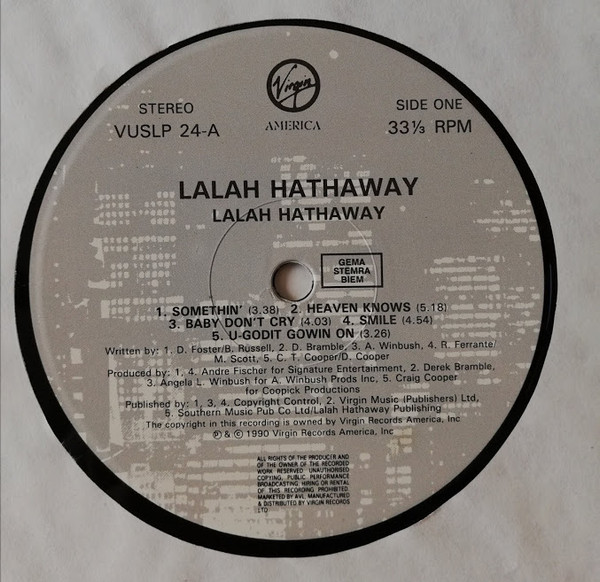 Virgin
STEREO
SIDE ONE
VUSLP 24-A
AMERICA
33⅓ RPM
LALAH HATHAWAY
LALAH HATHAWAY
GEMA
STEMRA
BIEM
1. SOMETHIN' (3.38) 2. HEAVEN KNOWS (5.18)
3. BABY DON'T CRY (4.03) 4. SMILE (4.54)
5. U-GODIT GOWIN ON (3.26)
Written by: 1. D. Foster/B. Russell, 2. D. Bramble, 3. A. Winbush, 4. R. Ferrante/
M. Scott, 5. C. T. Cooper/D. Cooper
Produced by: 1, 4. Andre Fischer for Signature Entertainment, 2. Derek Bramble,
3. Angela L. Winbush for A. Winbush Prods Inc, 5. Craig Cooper
for Coopick Productions
Published by: 1, 3, 4. Copyright Control, 2. Virgin Music (Publishers) Ltd,
5. Southern Music Pub Co Ltd/Lalah Hathaway Publishing
The copyright in this recording is owned by Virgin Records America, Inc
℗ & © 1990 Virgin Records America, Inc
ALL RIGHTS OF THE PRODUCER AND
OF THE OWNER OF THE RECORDED
WORK RESERVED. UNAUTHORISED
COPYING, PUBLIC PERFORMANCE
BROADCASTING, HIRING OR RENTAL
OF THIS RECORDING PROHIBITED.
MARKETED BY AVL. MANUFACTURED
& DISTRIBUTED BY VIRGIN RECORDS
LTD